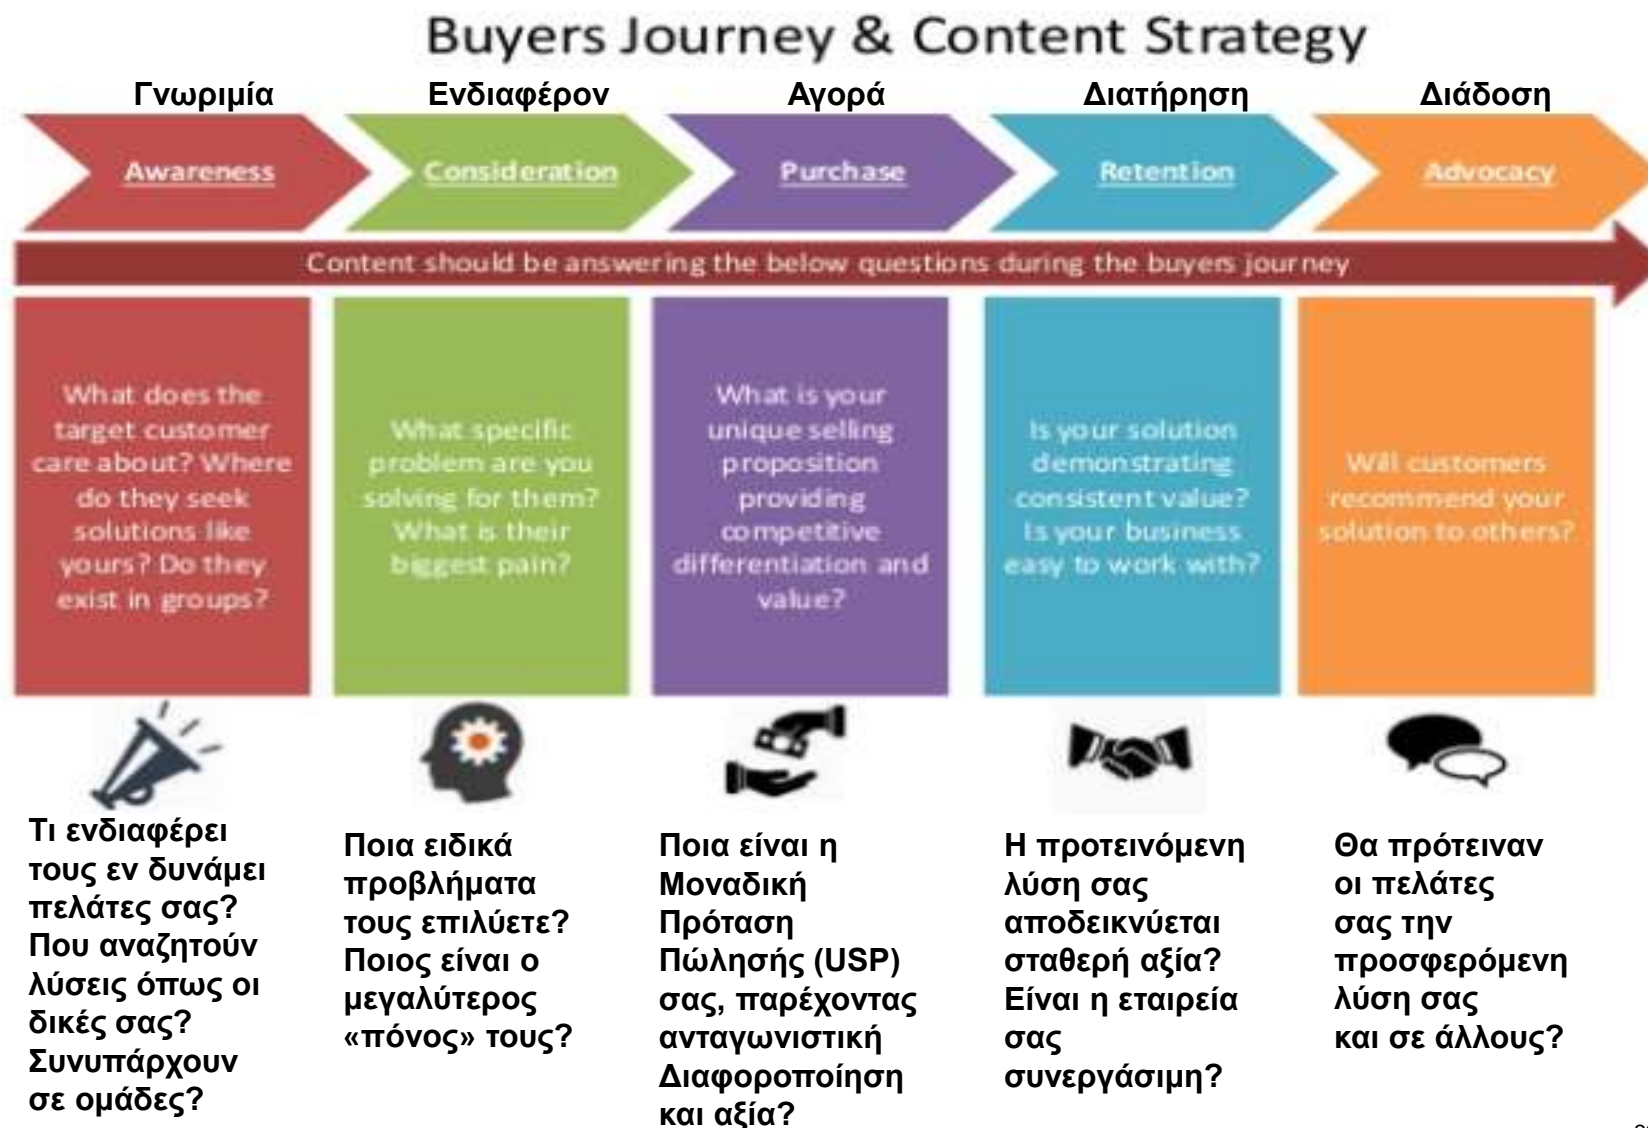 Buyers Journey & Content Strategy
Γνωριμία
Ενδιαφέρον
Αγορά
Διατήρηση
Διάδοση
Awareness
Consideration
Purchase
Retention
Advocacy
Content should be answering the below questions during the buyers journey
What does the
target customer
care about? Where
do they seek
solutions like
yours? Do they
exist in groups?
What specific
problem are you
solving for them?
What is their
biggest pain?
What is your
unique selling
proposition
providing
competitive
differentiation and
value?
Is your solution
demonstrating
consistent value?
Is your business
easy to work with?
Will customers
recommend your
solution to others?
Τι ενδιαφέρει
τους εν δυνάμει
πελάτες σας?
Που αναζητούν
λύσεις όπως οι
δικές σας?
Συνυπάρχουν
σε ομάδες?
Ποια ειδικά
προβλήματα
τους επιλύετε?
Ποιος είναι ο
μεγαλύτερος
«πόνος» τους?
Ποια είναι η
Μοναδική
Πρόταση
Πώλησής (USP)
σας, παρέχοντας
ανταγωνιστική
Διαφοροποίηση
και αξία?
Η προτεινόμενη
λύση σας
αποδεικνύεται
σταθερή αξία?
Είναι η εταιρεία
σας
συνεργάσιμη?
Θα πρότειναν
οι πελάτες
σας την
προσφερόμενη
λύση σας
και σε άλλους?